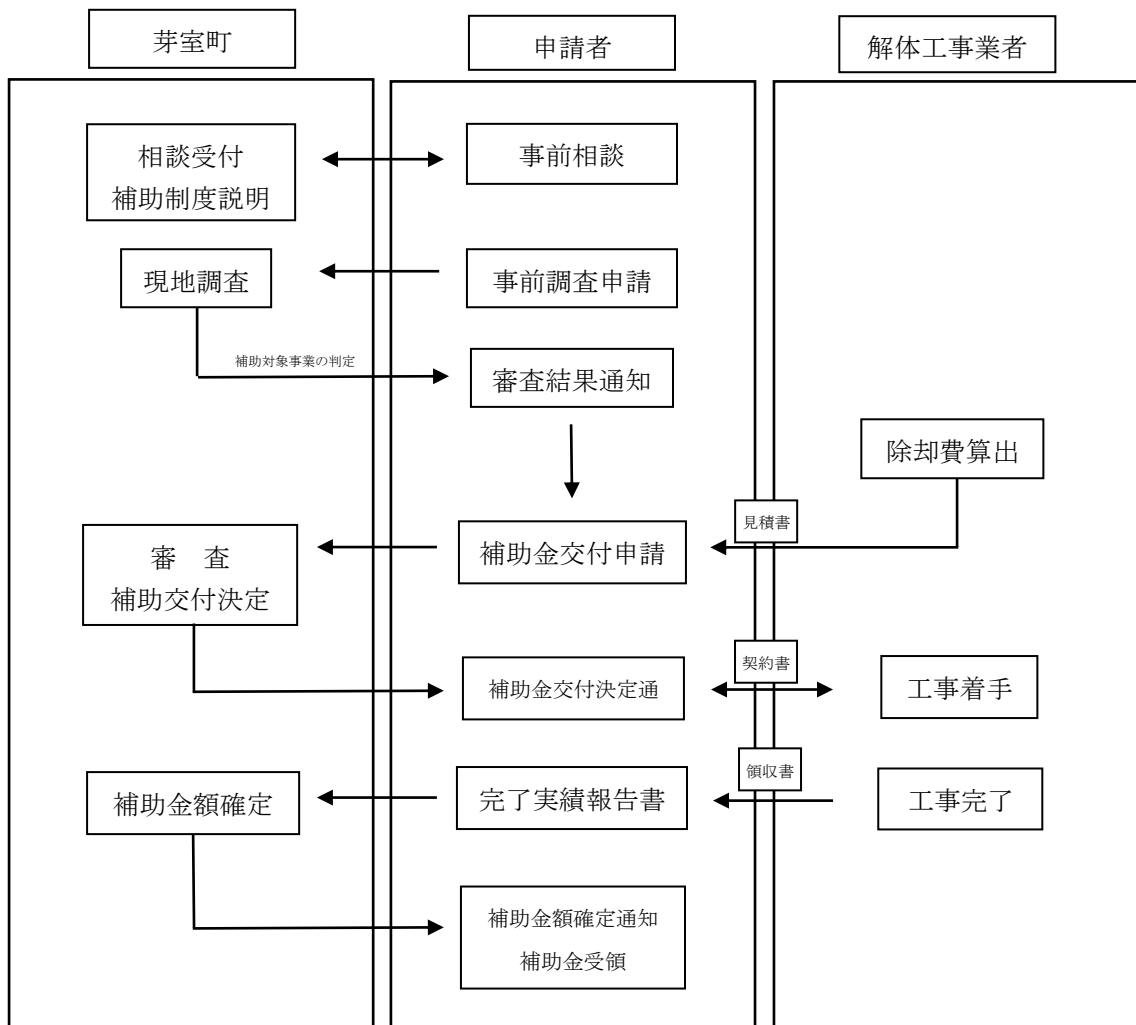 芽室町
申請者
解体工事業者
相談受付
補助制度説明
事前相談
現地調査
事前調査申請
補助対象事業の判定
審査結果通知
除却費算出
見積書
審　査
補助交付決定
補助金交付申請
契約書
補助金交付決定通
工事着手
領収書
補助金額確定
完了実績報告書
工事完了
補助金額確定通知
補助金受領